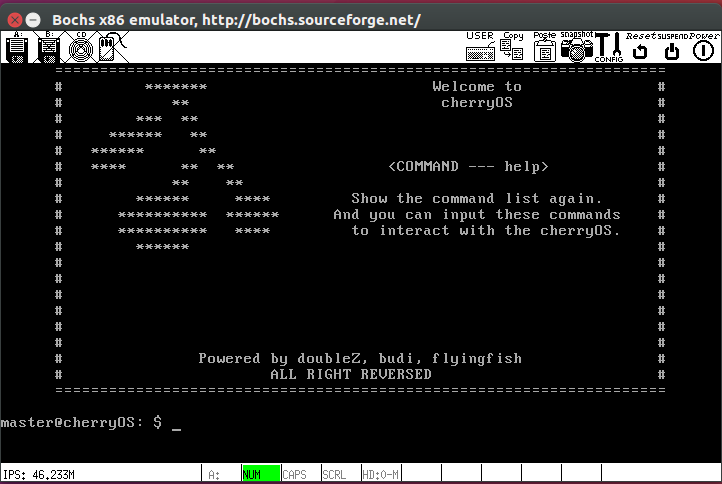 Bochs x86 emulator, http://bochs.sourceforge.net/
A: B: CD USER Copy Paste Snapshot CONFIG Reset SUSPEND Power
===================================================================
# ******* Welcome to #
# ** cherryOS #
# *** ** #
# ****** ** #
# ****** ** #
# **** ** ** <COMMAND --- help> #
# ** ** #
# ****** **** Show the command list again. #
# ********** ****** And you can input these commands #
# ********** **** to interact with the cherryOS. #
# ****** #
# #
# #
# #
# #
# #
# #
# Powered by doubleZ, budi, flyingfish #
# ALL RIGHT REVERSED #
===================================================================
master@cherryOS: $ _
IPS: 46.233M A: NUM CAPS SCRL HD:0-M